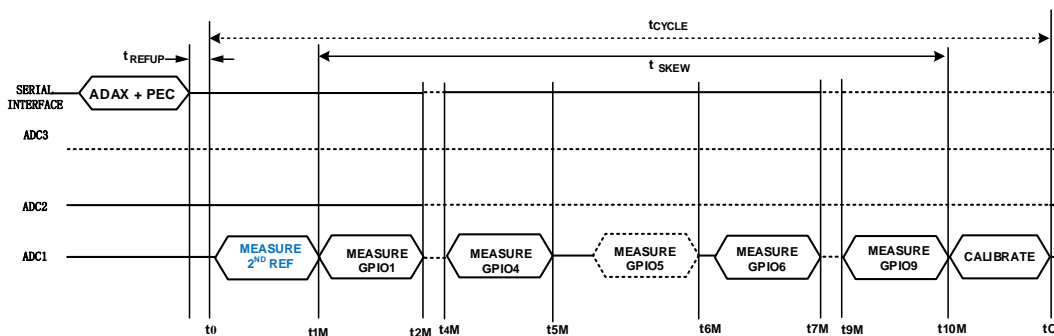 tCYCLE
tREFUP
t SKEW
SERIAL
INTERFACE
ADAX + PEC
ADC3
ADC2
ADC1
MEASURE
2ND REF
MEASURE
GPIO1
MEASURE
GPIO4
MEASURE
GPIO5
MEASURE
GPIO6
MEASURE
GPIO9
CALIBRATE
t0 t1M t2M t4M t5M t6M t7M t9M t10M tC